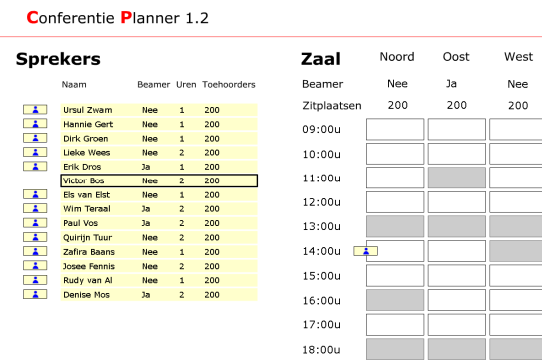 Conferentie Planner 1.2
Sprekers
Naam Beamer Uren Toehoorders
Ursul Zwam Nee 1 200
Hannie Gert Nee 1 200
Dirk Groen Nee 1 200
Lieke Wees Nee 2 200
Erik Dros Ja 1 200
Victor Bos Nee 2 200
Els van Elst Nee 1 200
Wim Teraal Ja 2 200
Paul Vos Ja 2 200
Quirijn Tuur Nee 2 200
Zafira Baans Nee 1 200
Josee Fennis Nee 2 200
Rudy van Al Nee 1 200
Denise Mos Ja 2 200
Zaal Noord Oost West
Beamer Nee Ja Nee
Zitplaatsen 200 200 200
09:00u
10:00u
11:00u
12:00u
13:00u
14:00u
15:00u
16:00u
17:00u
18:00u